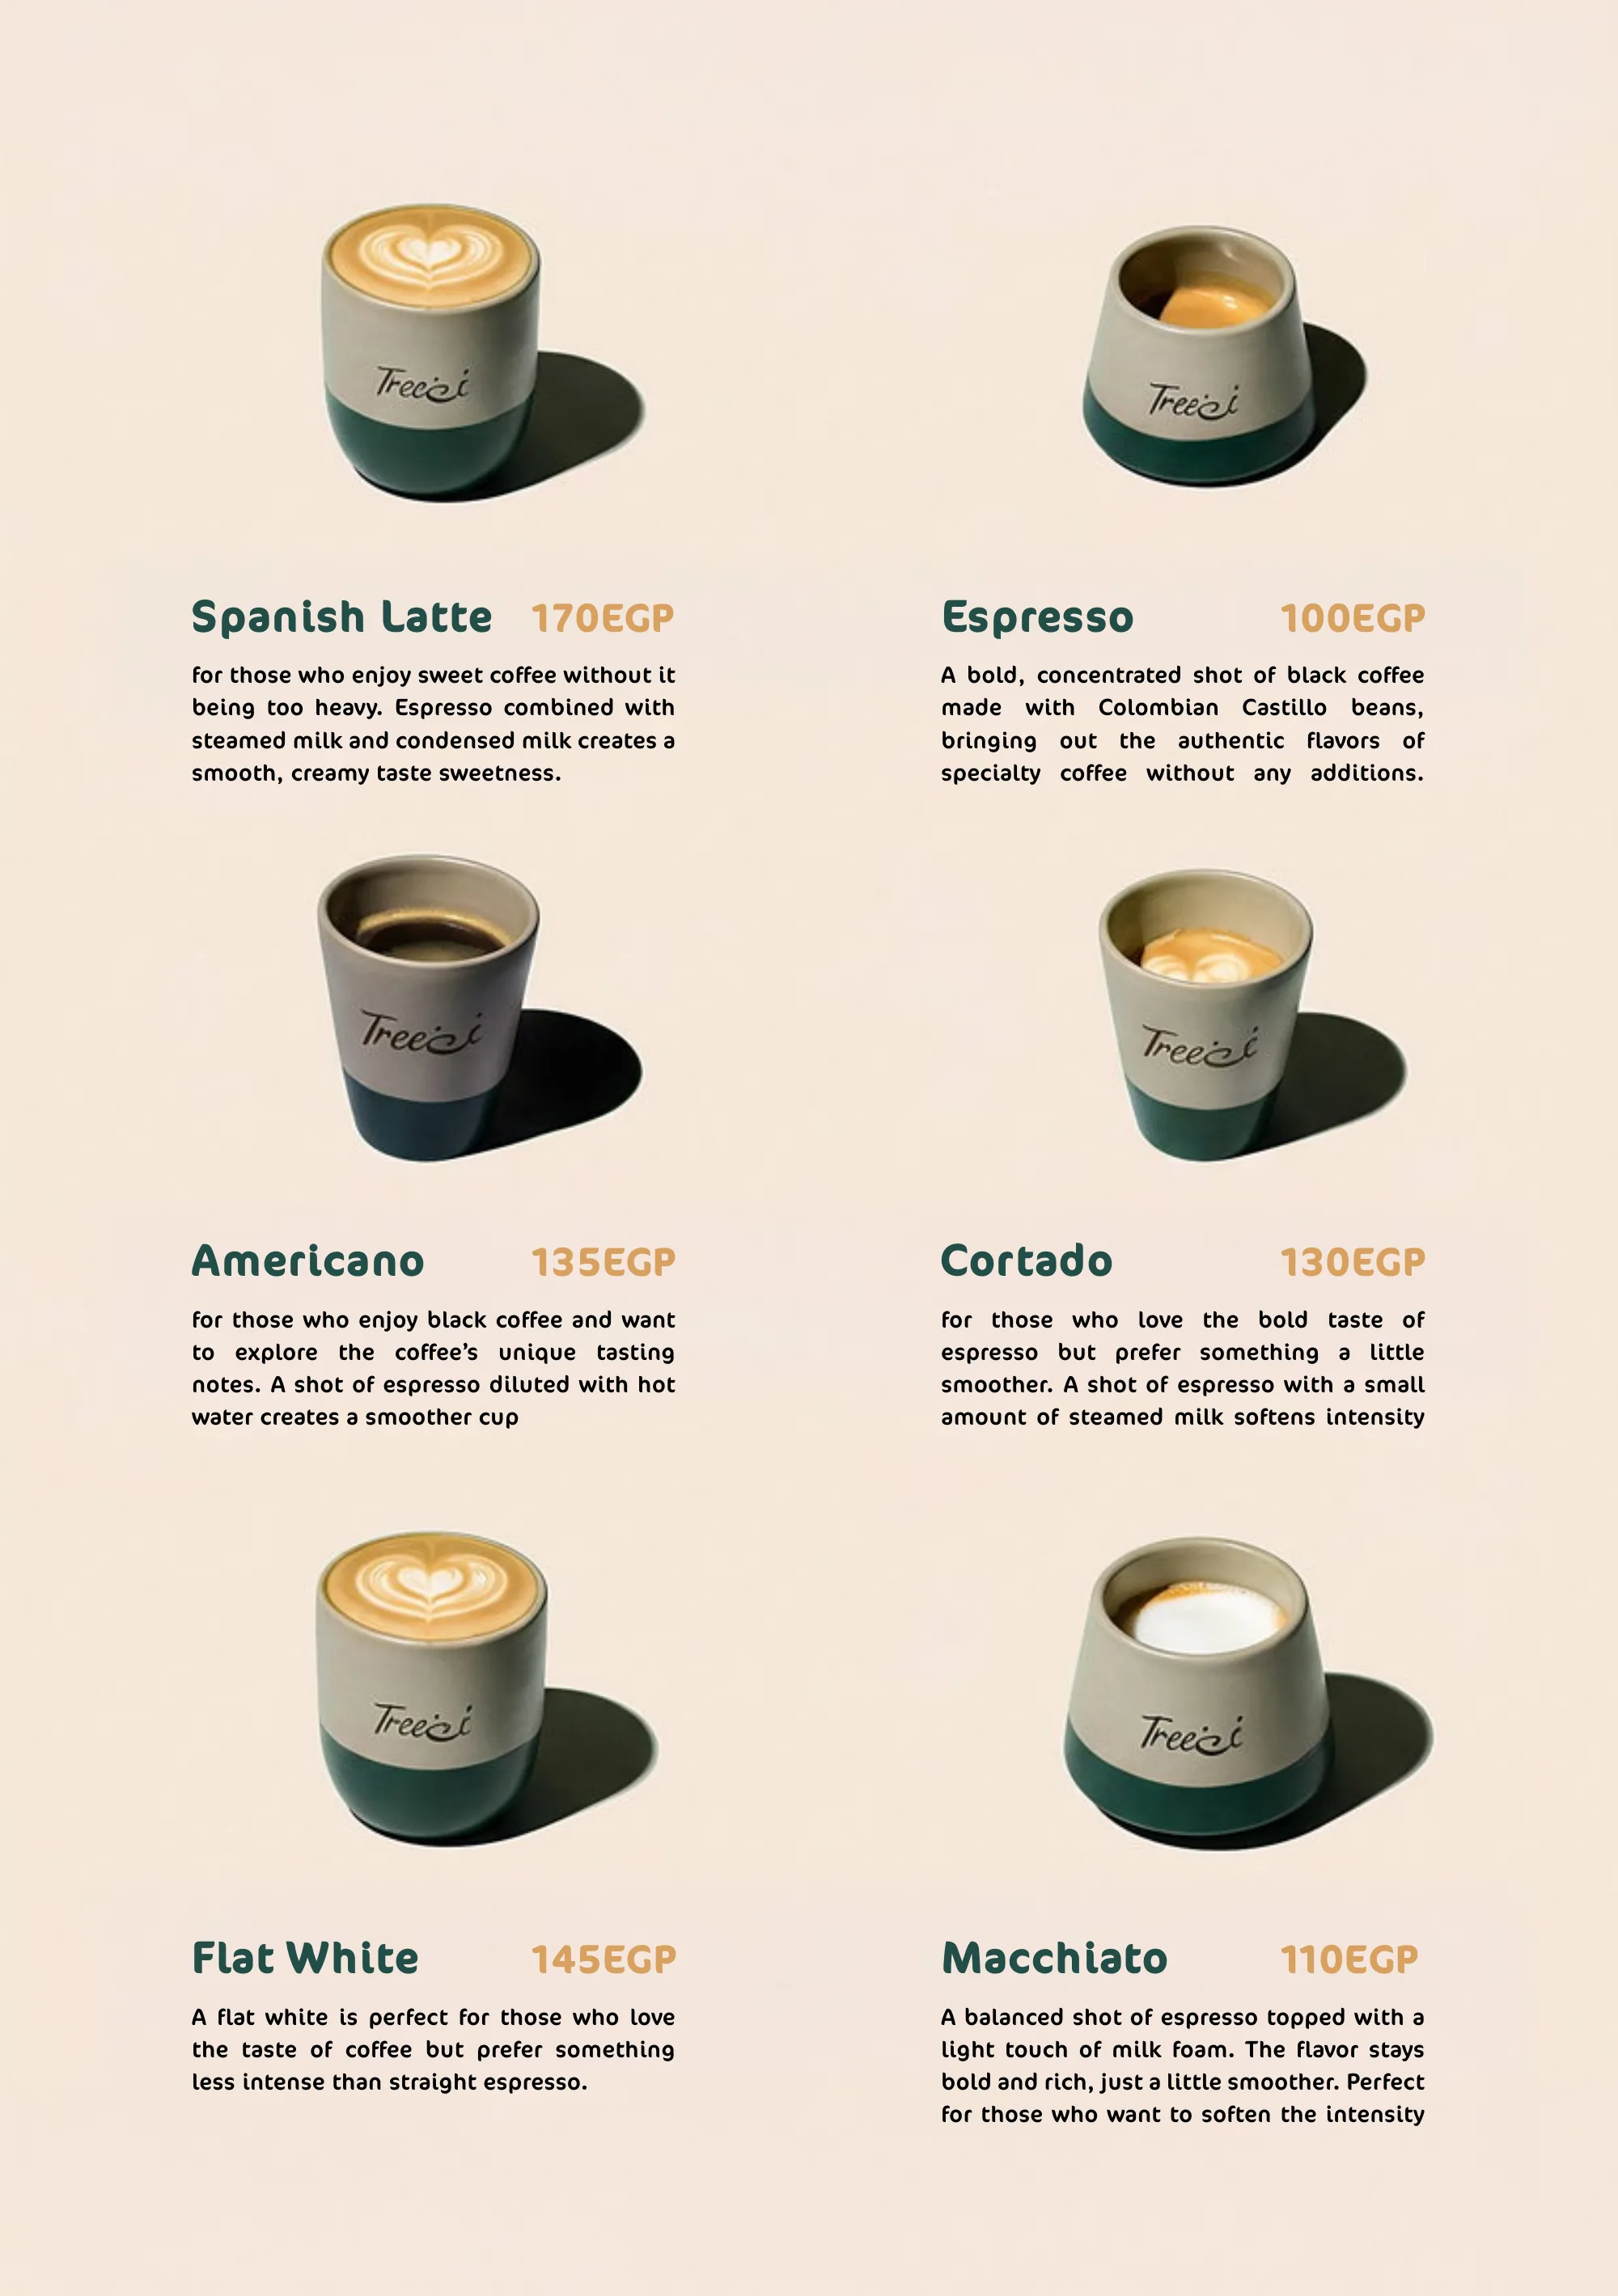 Spanish Latte 170EGP
for those who enjoy sweet coffee without it
being too heavy. Espresso combined with
steamed milk and condensed milk creates a
smooth, creamy taste sweetness.
Espresso 100EGP
A bold, concentrated shot of black coffee
made with Colombian Castillo beans,
bringing out the authentic flavors of
specialty coffee without any additions.
Americano 135EGP
for those who enjoy black coffee and want
to explore the coffee’s unique tasting
notes. A shot of espresso diluted with hot
water creates a smoother cup
Cortado 130EGP
for those who love the bold taste of
espresso but prefer something a little
smoother. A shot of espresso with a small
amount of steamed milk softens intensity
Flat White 145EGP
A flat white is perfect for those who love
the taste of coffee but prefer something
less intense than straight espresso.
Macchiato 110EGP
A balanced shot of espresso topped with a
light touch of milk foam. The flavor stays
bold and rich, just a little smoother. Perfect
for those who want to soften the intensity